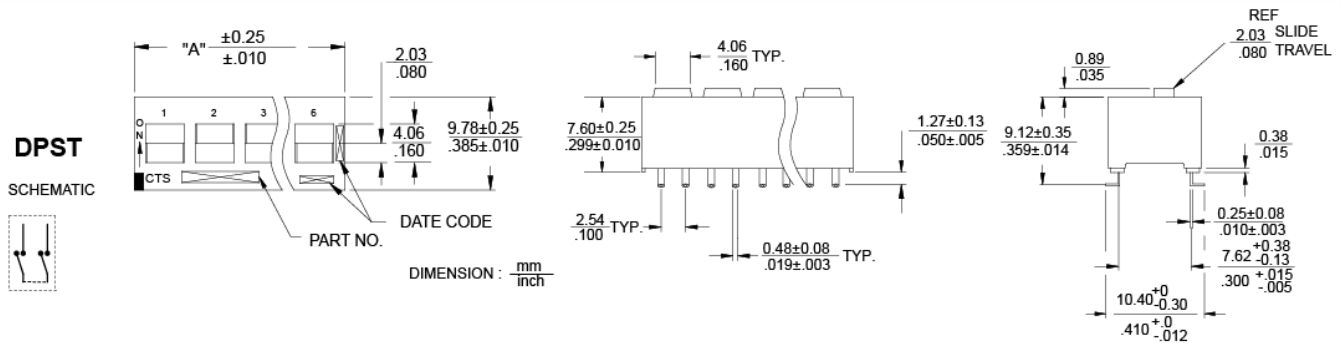 DPST
SCHEMATIC
"A" ±0.25
±.010
2.03
.080
1 2 3 6
O
N
CTS
4.06
.160
9.78±0.25
.385±.010
DATE CODE
PART NO.
DIMENSION : mm
inch
4.06
.160 TYP.
7.60±0.25
.299±0.010
1.27±0.13
.050±.005
2.54
.100 TYP.
0.48±0.08
.019±.003 TYP.
REF
2.03 SLIDE
.080 TRAVEL
0.89
.035
9.12±0.35
.359±.014
0.38
.015
0.25±0.08
.010±.003
7.62 +0.38
-0.13
.300 +.015
-.005
10.40 +0
-0.30
.410 +.0
-.012